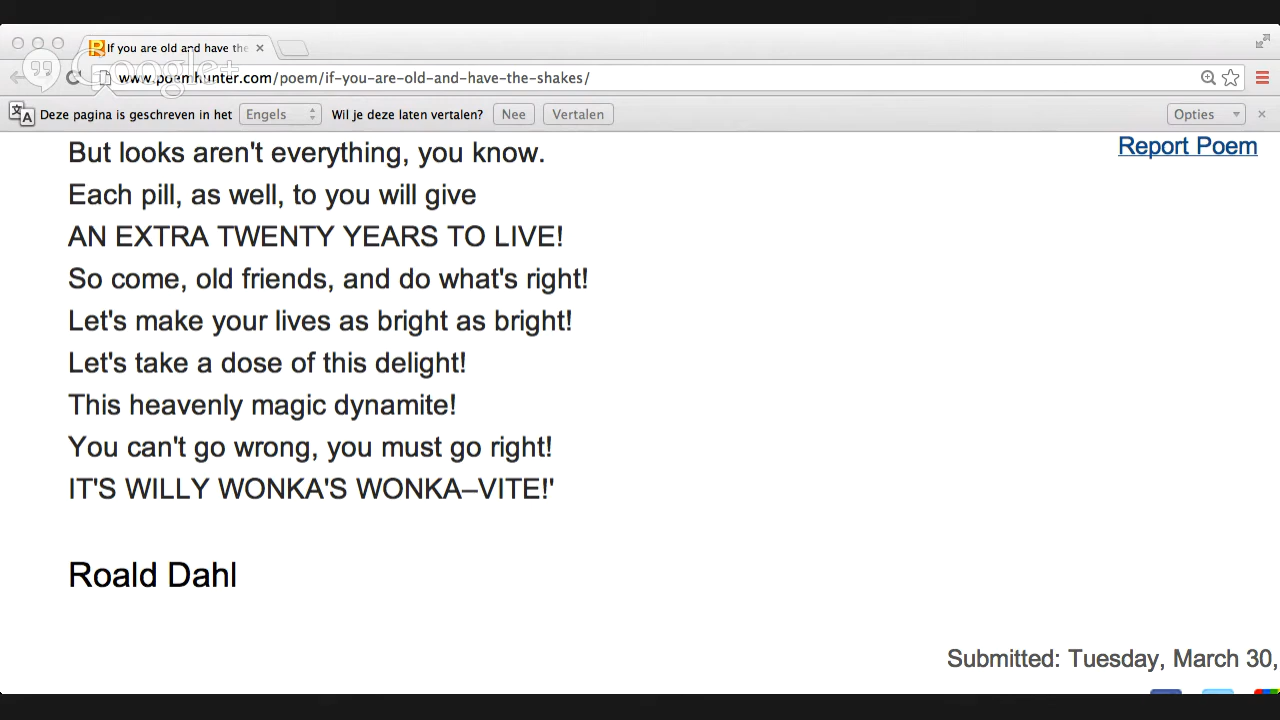 If you are old and have the
Google+
www.poemhunter.com/poem/if-you-are-old-and-have-the-shakes/
Deze pagina is geschreven in het Engels Wil je deze laten vertalen? Nee Vertalen Opties
But looks aren't everything, you know.
Report Poem
Each pill, as well, to you will give
AN EXTRA TWENTY YEARS TO LIVE!
So come, old friends, and do what's right!
Let's make your lives as bright as bright!
Let's take a dose of this delight!
This heavenly magic dynamite!
You can't go wrong, you must go right!
IT'S WILLY WONKA'S WONKA–VITE!'
Roald Dahl
Submitted: Tuesday, March 30,